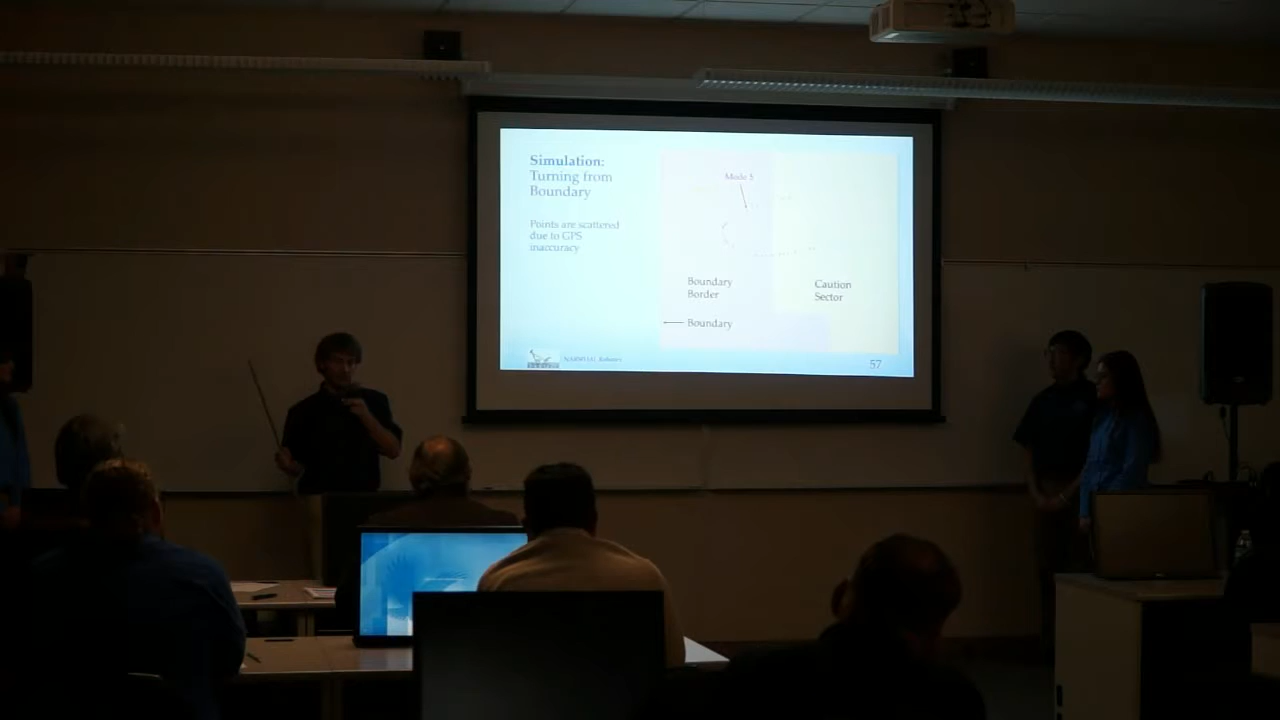 Simulation:
Turning from
Boundary
Points are scattered
due to GPS
inaccuracy
Mode 5
Boundary
Border
Caution
Sector
Boundary
57